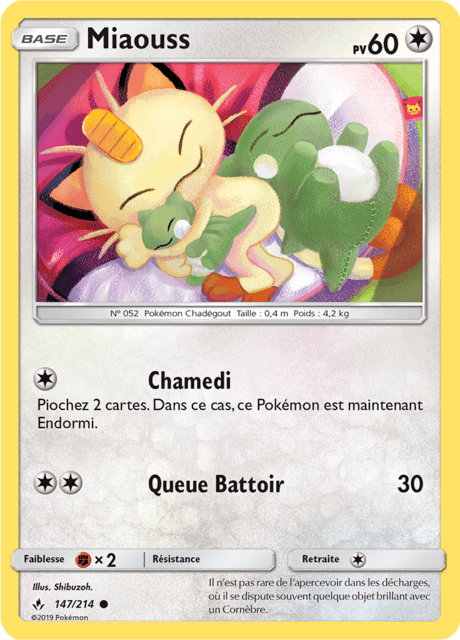 BASE Miaouss PV60
N° 052 Pokémon Chadégout Taille : 0,4 m Poids : 4,2 kg
Chamedi
Piochez 2 cartes. Dans ce cas, ce Pokémon est maintenant
Endormi.
Queue Battoir 30
Faiblesse ×2 Résistance Retraite
Illus. Shibuzoh.
147/214
©2019 Pokémon
Il n'est pas rare de l'apercevoir dans les décharges,
où il se dispute souvent quelque objet brillant avec
un Cornèbre.